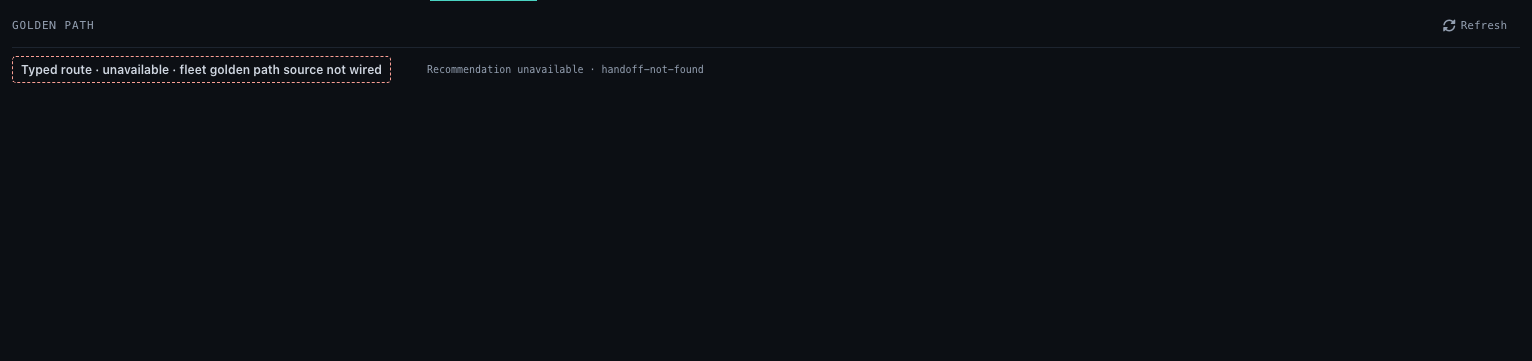 GOLDEN PATH
Refresh
Typed route · unavailable · fleet golden path source not wired
Recommendation unavailable · handoff-not-found